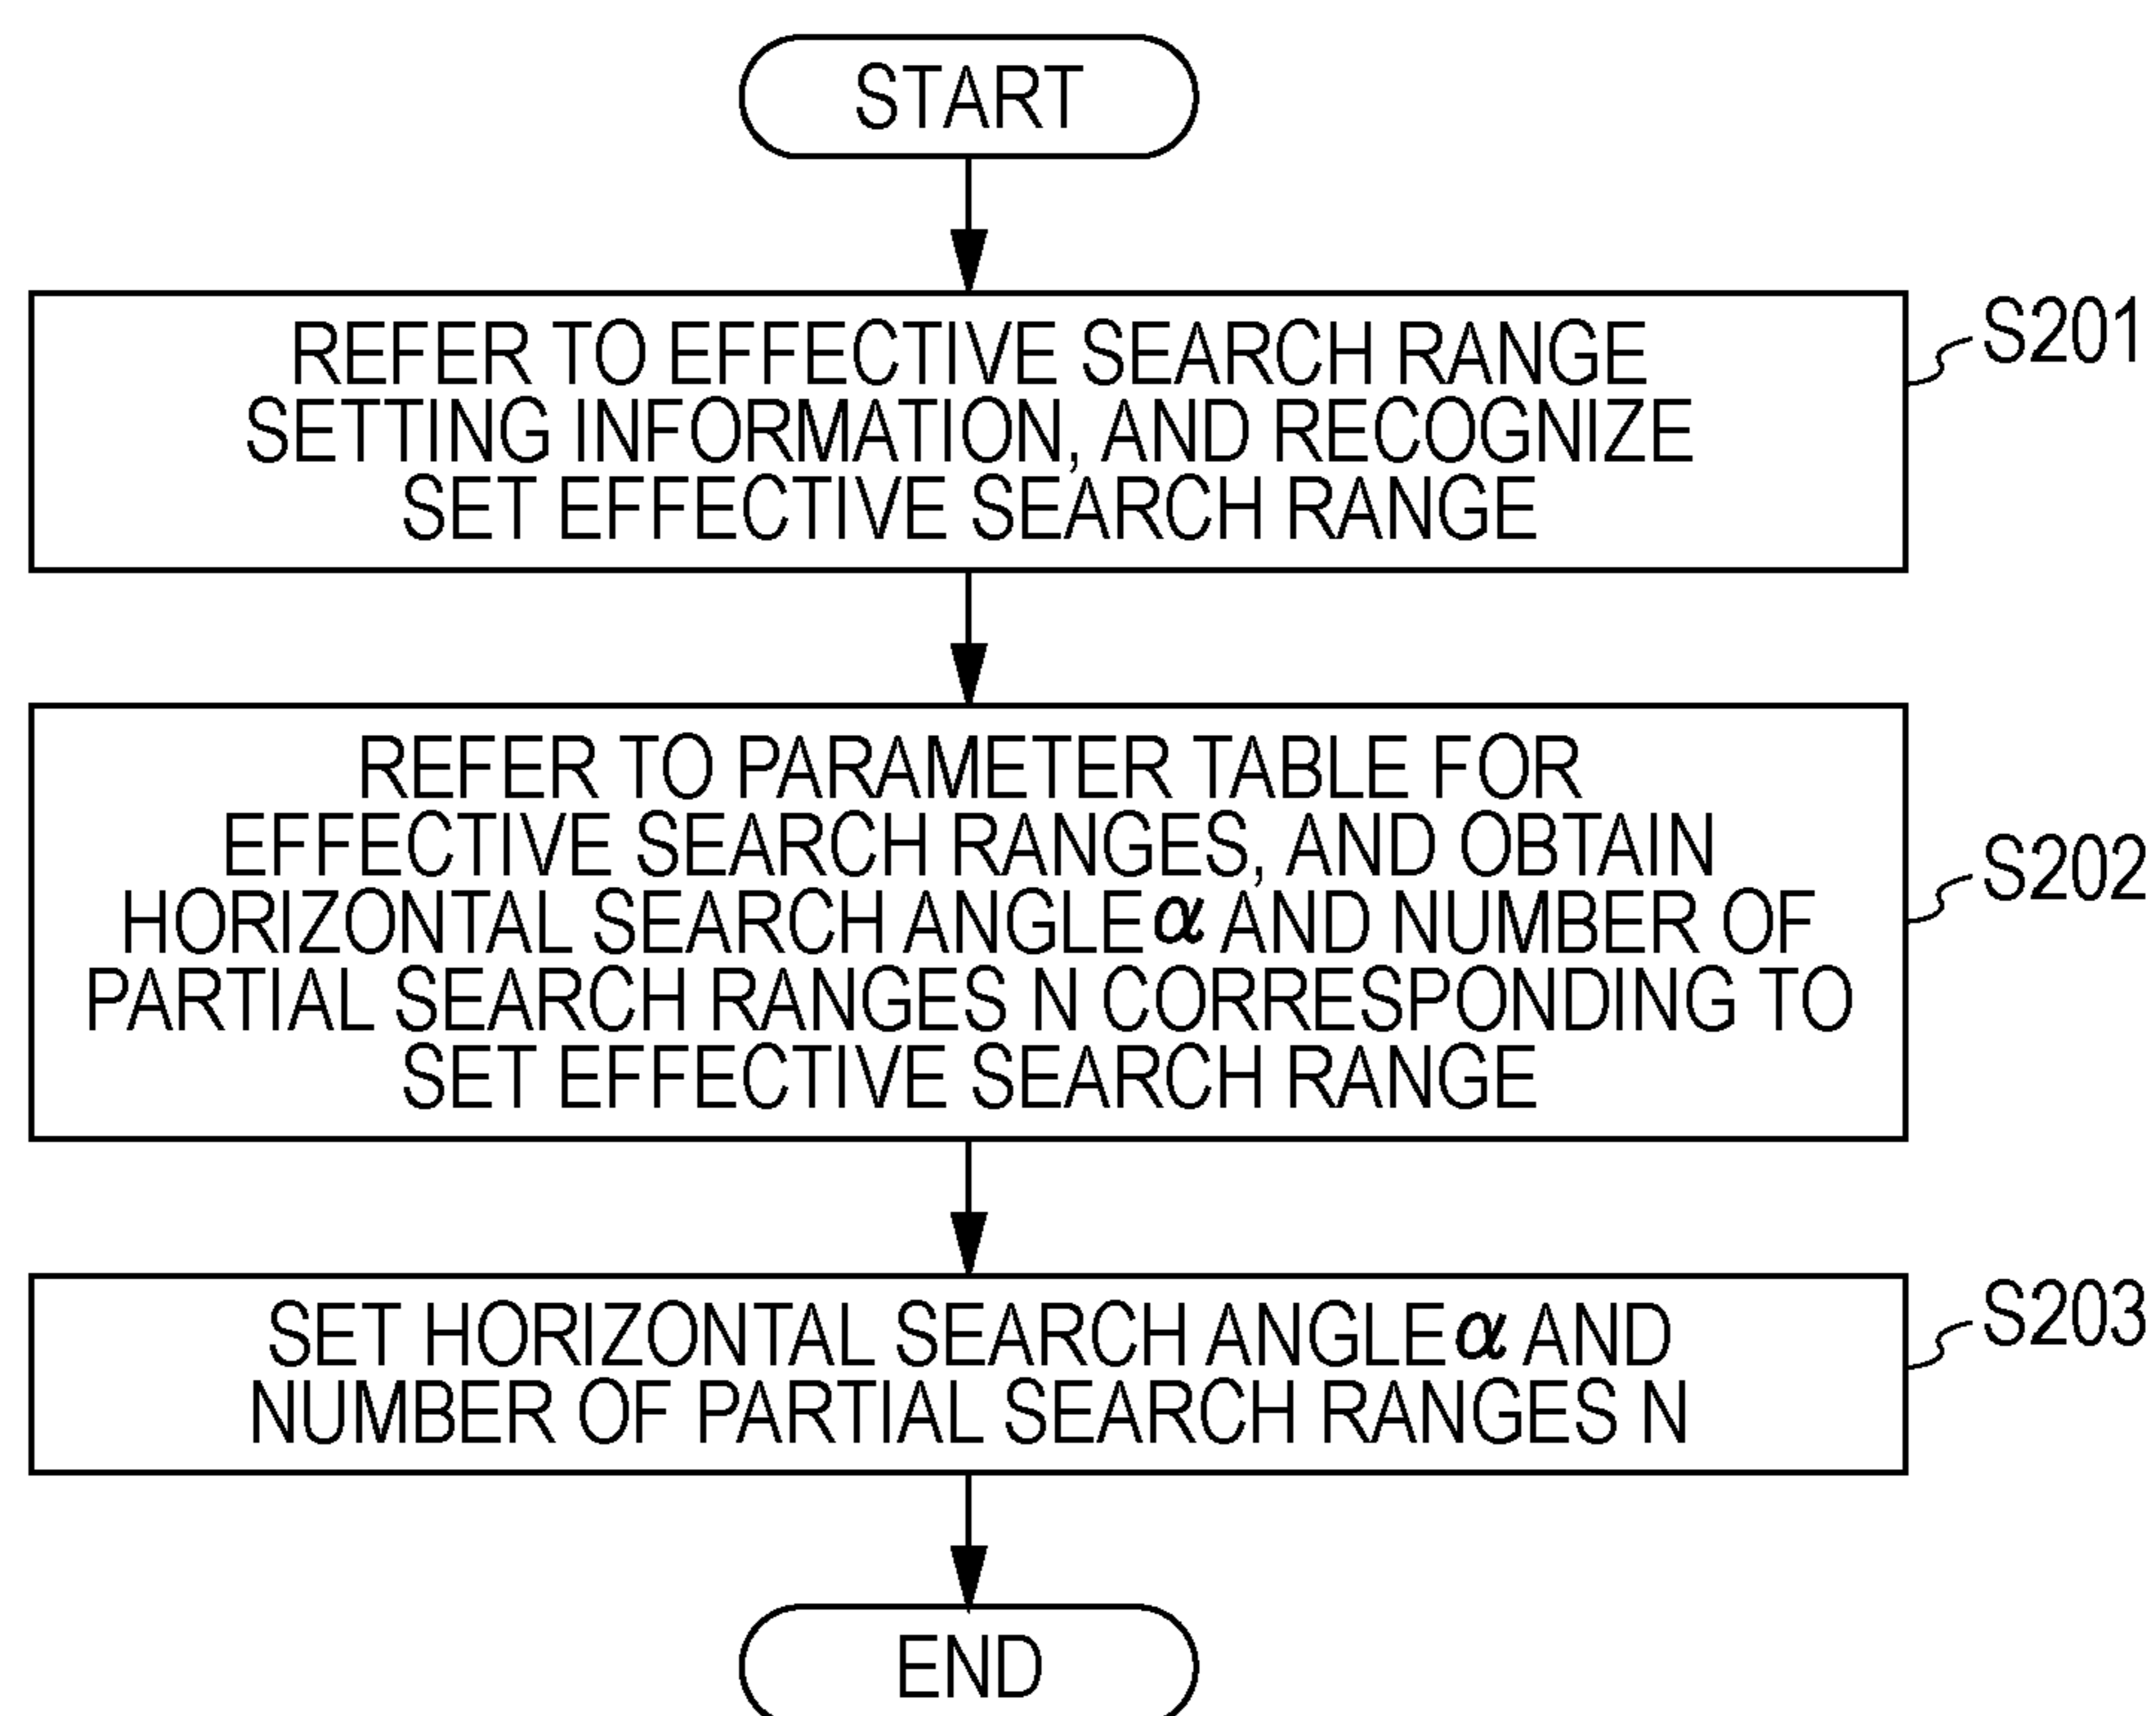 START
REFER TO EFFECTIVE SEARCH RANGE
SETTING INFORMATION, AND RECOGNIZE
SET EFFECTIVE SEARCH RANGE
S201
REFER TO PARAMETER TABLE FOR
EFFECTIVE SEARCH RANGES, AND OBTAIN
HORIZONTAL SEARCH ANGLE α AND NUMBER OF
PARTIAL SEARCH RANGES N CORRESPONDING TO
SET EFFECTIVE SEARCH RANGE
S202
SET HORIZONTAL SEARCH ANGLE α AND
NUMBER OF PARTIAL SEARCH RANGES N
S203
END